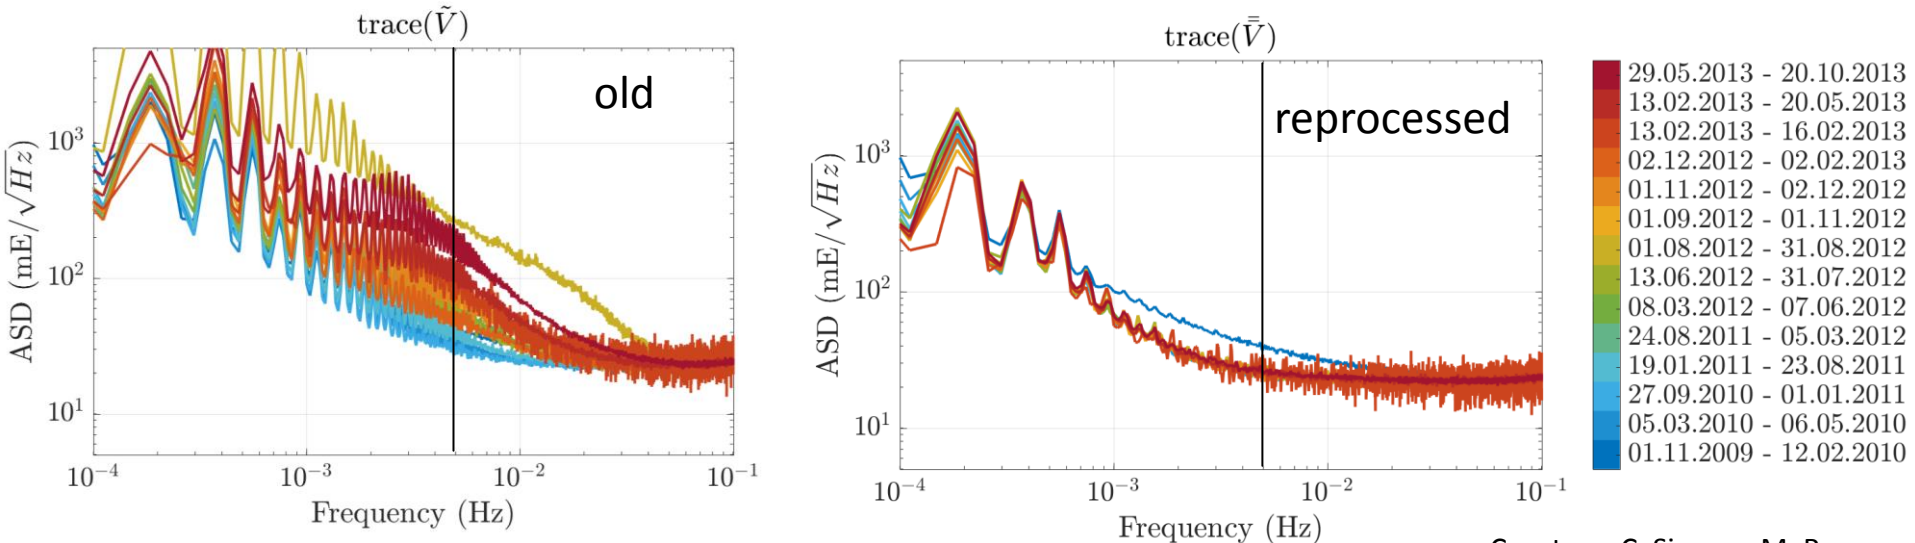 trace(Ṽ)
old
10³
10²
10¹
ASD (mE/√Hz)
10⁻⁴
10⁻³
10⁻²
10⁻¹
Frequency (Hz)
trace(V̿)
reprocessed
10³
10²
10¹
ASD (mE/√Hz)
10⁻⁴
10⁻³
10⁻²
10⁻¹
Frequency (Hz)
29.05.2013 - 20.10.2013
13.02.2013 - 20.05.2013
13.02.2013 - 16.02.2013
02.12.2012 - 02.02.2013
01.11.2012 - 02.12.2012
01.09.2012 - 01.11.2012
01.08.2012 - 31.08.2012
13.06.2012 - 31.07.2012
08.03.2012 - 07.06.2012
24.08.2011 - 05.03.2012
19.01.2011 - 23.08.2011
27.09.2010 - 01.01.2011
05.03.2010 - 06.05.2010
01.11.2009 - 12.02.2010